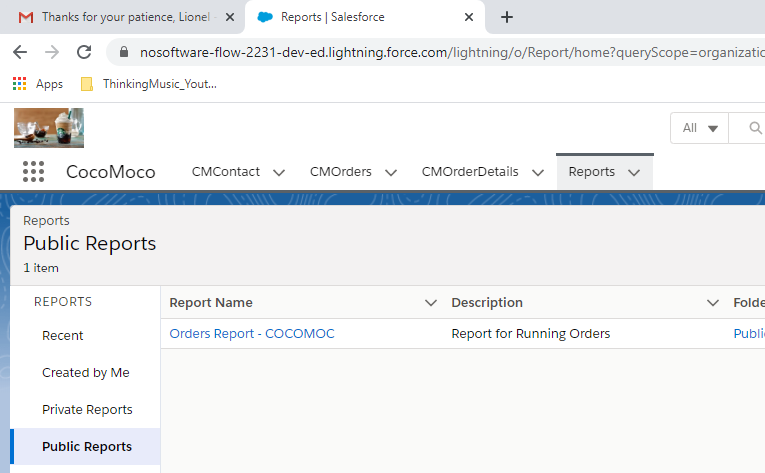 Thanks for your patience, Lionel
Reports | Salesforce
nosoftware-flow-2231-dev-ed.lightning.force.com/lightning/o/Report/home?queryScope=organizatio
Apps ThinkingMusic_Yout...
All
CocoMoco CMContact CMOrders CMOrderDetails Reports
Reports
Public Reports
1 item
REPORTS
Recent
Created by Me
Private Reports
Public Reports
Report Name Description Folde
Orders Report - COCOMOC Report for Running Orders Publi